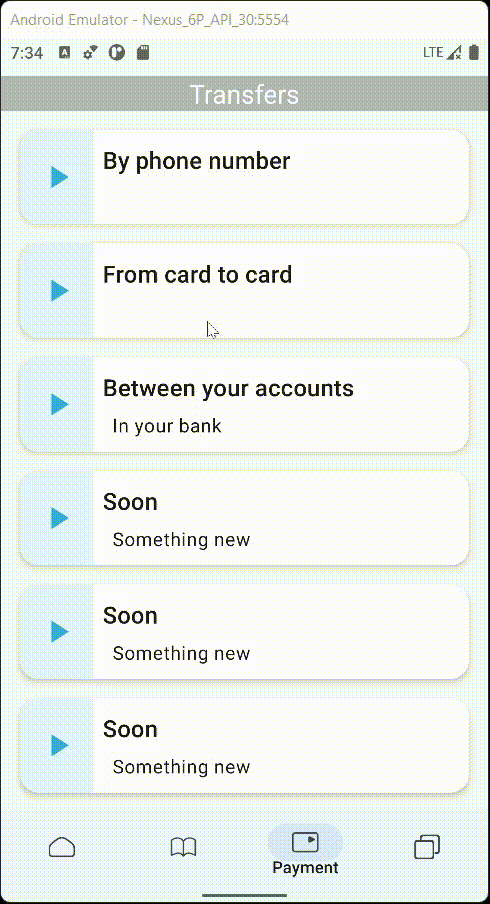 Android Emulator - Nexus_6P_API_30:5554
7:34
LTE
Transfers
By phone number
From card to card
Between your accounts
In your bank
Soon
Something new
Soon
Something new
Soon
Something new
Payment